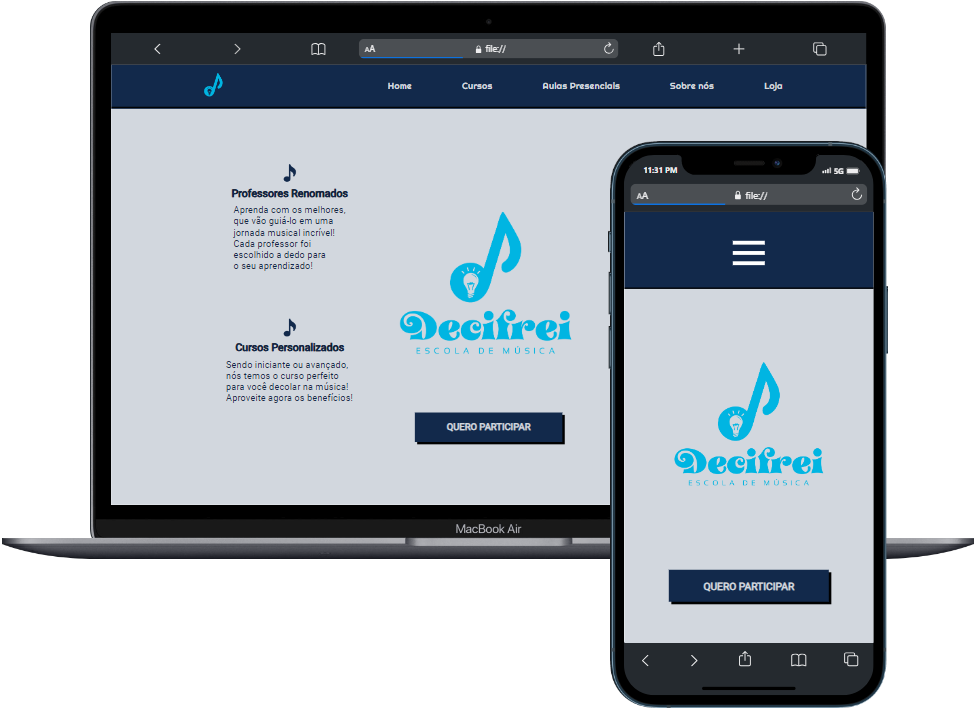 AA
file://
Home
Cursos
Aulas Presenciais
Sobre nós
Loja
Professores Renomados
Aprenda com os melhores,
que vão guiá-lo em uma
jornada musical incrível!
Cada professor foi
escolhido a dedo para
o seu aprendizado!
Cursos Personalizados
Sendo iniciante ou avançado,
nós temos o curso perfeito
para você decolar na música!
Aproveite agora os benefícios!
Decifrei
ESCOLA DE MÚSICA
QUERO PARTICIPAR
MacBook Air
11:31 PM
5G
AA
file://
Decifrei
ESCOLA DE MÚSICA
QUERO PARTICIPAR